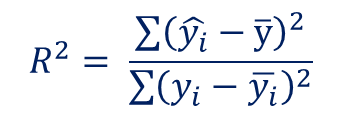 R² = ∑(ŷᵢ − ȳ)² / ∑(yᵢ − ȳᵢ)²